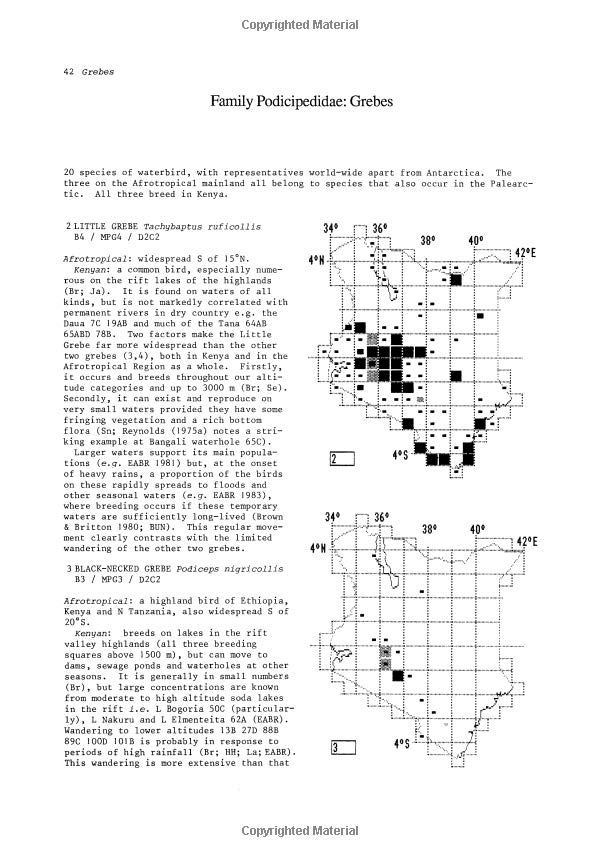 Copyrighted Material
42 Grebes
Family Podicipedidae: Grebes
20 species of waterbird, with representatives world-wide apart from Antarctica. The
three on the Afrotropical mainland all belong to species that also occur in the Palearc-
tic. All three breed in Kenya.
2 LITTLE GREBE Tachybaptus ruficollis
B4 / MPG4 / D2C2
Afrotropical: widespread S of 15°N.
Kenyan: a common bird, especially nume-
rous on the rift lakes of the highlands
(Br; Ja). It is found on waters of all
kinds, but is not markedly correlated with
permanent rivers in dry country e.g. the
Daua 7C 19AB and much of the Tana 64AB
65ABD 78B. Two factors make the Little
Grebe far more widespread than the other
two grebes (3,4), both in Kenya and in the
Afrotropical Region as a whole. Firstly,
it occurs and breeds throughout our alti-
tude categories and up to 3000 m (Br; Se).
Secondly, it can exist and reproduce on
very small waters provided they have some
fringing vegetation and a rich bottom
flora (Sn; Reynolds (1975a) notes a stri-
king example at Bangali waterhole 65C).
Larger waters support its main popula-
tions (e.g. EABR 1981) but, at the onset
of heavy rains, a proportion of the birds
on these rapidly spreads to floods and
other seasonal waters (e.g. EABR 1983),
where breeding occurs if these temporary
waters are sufficiently long-lived (Brown
& Britton 1980; BUN). This regular move-
ment clearly contrasts with the limited
wandering of the other two grebes.
3 BLACK-NECKED GREBE Podiceps nigricollis
B3 / MPG3 / D2C2
Afrotropical: a highland bird of Ethiopia,
Kenya and N Tanzania, also widespread S of
20°S.
Kenyan: breeds on lakes in the rift
valley highlands (all three breeding
squares above 1500 m), but can move to
dams, sewage ponds and waterholes at other
seasons. It is generally in small numbers
(Br), but large concentrations are known
from moderate to high altitude soda lakes
in the rift i.e. L Bogoria 50C (particular-
ly), L Nakuru and L Elmenteita 62A (EABR).
Wandering to lower altitudes 13B 27D 88B
89C 100D 101B is probably in response to
periods of high rainfall (Br; HH; La; EABR).
This wandering is more extensive than that
34° 36° 38° 40° 42°E
4°N
4°S
2
34° 36° 38° 40° 42°E
4°N
4°S
3
Copyrighted Material